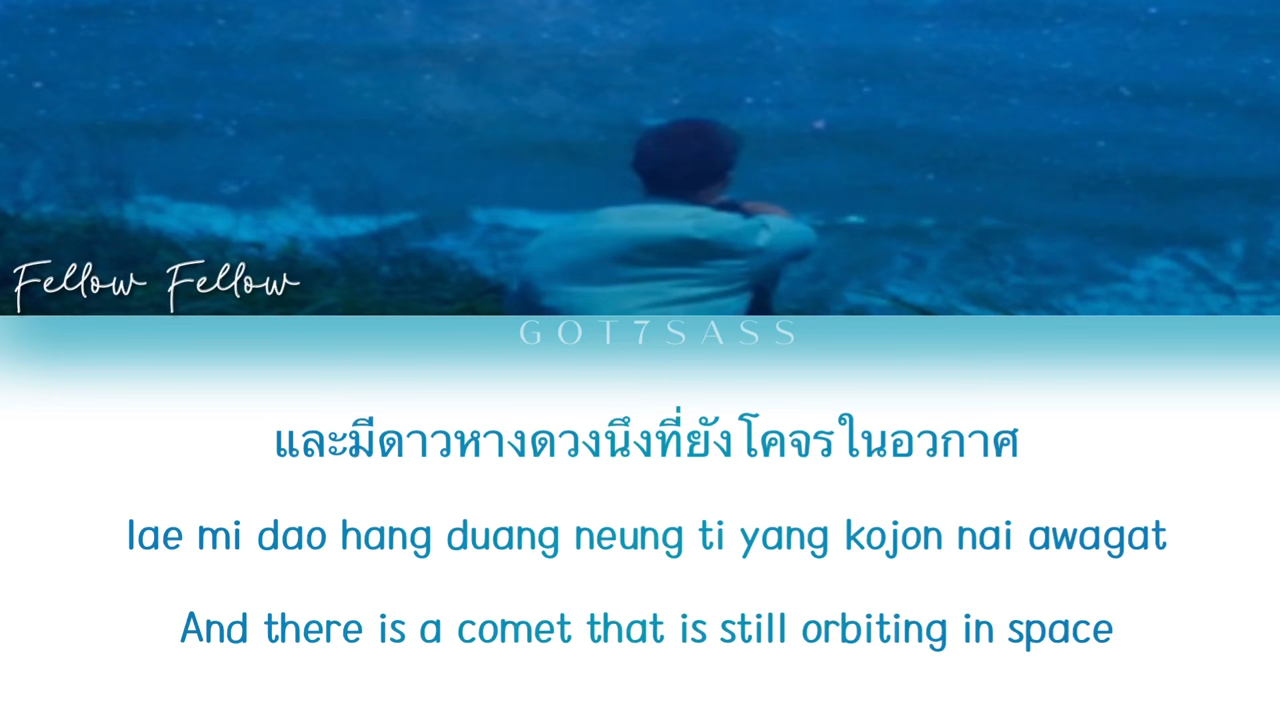 Fellow Fellow
GOT7SASS
และมีดาวหางดวงนึงที่ยังโคจรในอวกาศ
lae mi dao hang duang neung ti yang kojon nai awagat
And there is a comet that is still orbiting in space